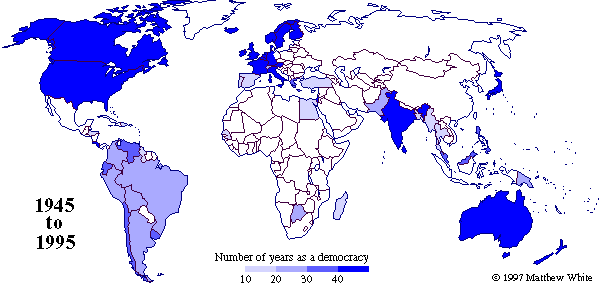 1945
to
1995
Number of years as a democracy
10 20 30 40
© 1997 Matthew White